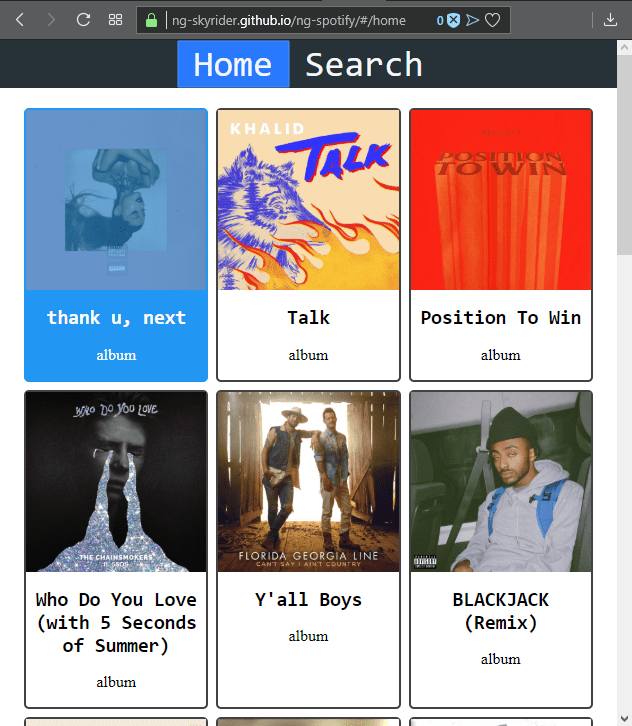 ng-skyrider.github.io/ng-spotify/#/home
0
Home Search
KHALID
TALK
POSITION
TO WIN
thank u, next
album
Talk
album
Position To Win
album
WHO DO YOU LOVE
THE CHAINSMOKERS
FLORIDA GEORGIA LINE
CAN'T SAY I AIN'T COUNTRY
Who Do You Love
(with 5 Seconds
of Summer)
album
Y'all Boys
album
BLACKJACK
(Remix)
album